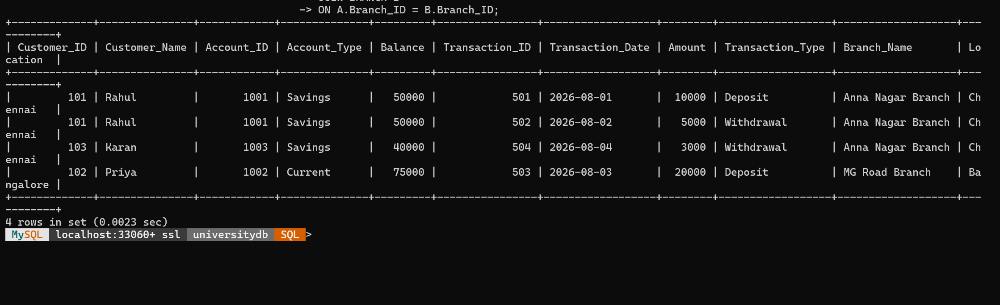 JOIN BRANCH B
-> ON A.Branch_ID = B.Branch_ID;
+-------------+---------------+------------+--------------+---------+----------------+------------------+--------+------------------+-------------------+---
--------+
| Customer_ID | Customer_Name | Account_ID | Account_Type | Balance | Transaction_ID | Transaction_Date | Amount | Transaction_Type | Branch_Name       | Lo
cation  |
+-------------+---------------+------------+--------------+---------+----------------+------------------+--------+------------------+-------------------+---
--------+
|         101 | Rahul         |       1001 | Savings      |   50000 |            501 | 2026-08-01       |  10000 | Deposit          | Anna Nagar Branch | Ch
ennai   |
|         101 | Rahul         |       1001 | Savings      |   50000 |            502 | 2026-08-02       |   5000 | Withdrawal       | Anna Nagar Branch | Ch
ennai   |
|         103 | Karan         |       1003 | Savings      |   40000 |            504 | 2026-08-04       |   3000 | Withdrawal       | Anna Nagar Branch | Ch
ennai   |
|         102 | Priya         |       1002 | Current      |   75000 |            503 | 2026-08-03       |  20000 | Deposit          | MG Road Branch    | Ba
ngalore |
+-------------+---------------+------------+--------------+---------+----------------+------------------+--------+------------------+-------------------+---
--------+
4 rows in set (0.0023 sec)
MySQL localhost:33060+ ssl universitydb SQL >